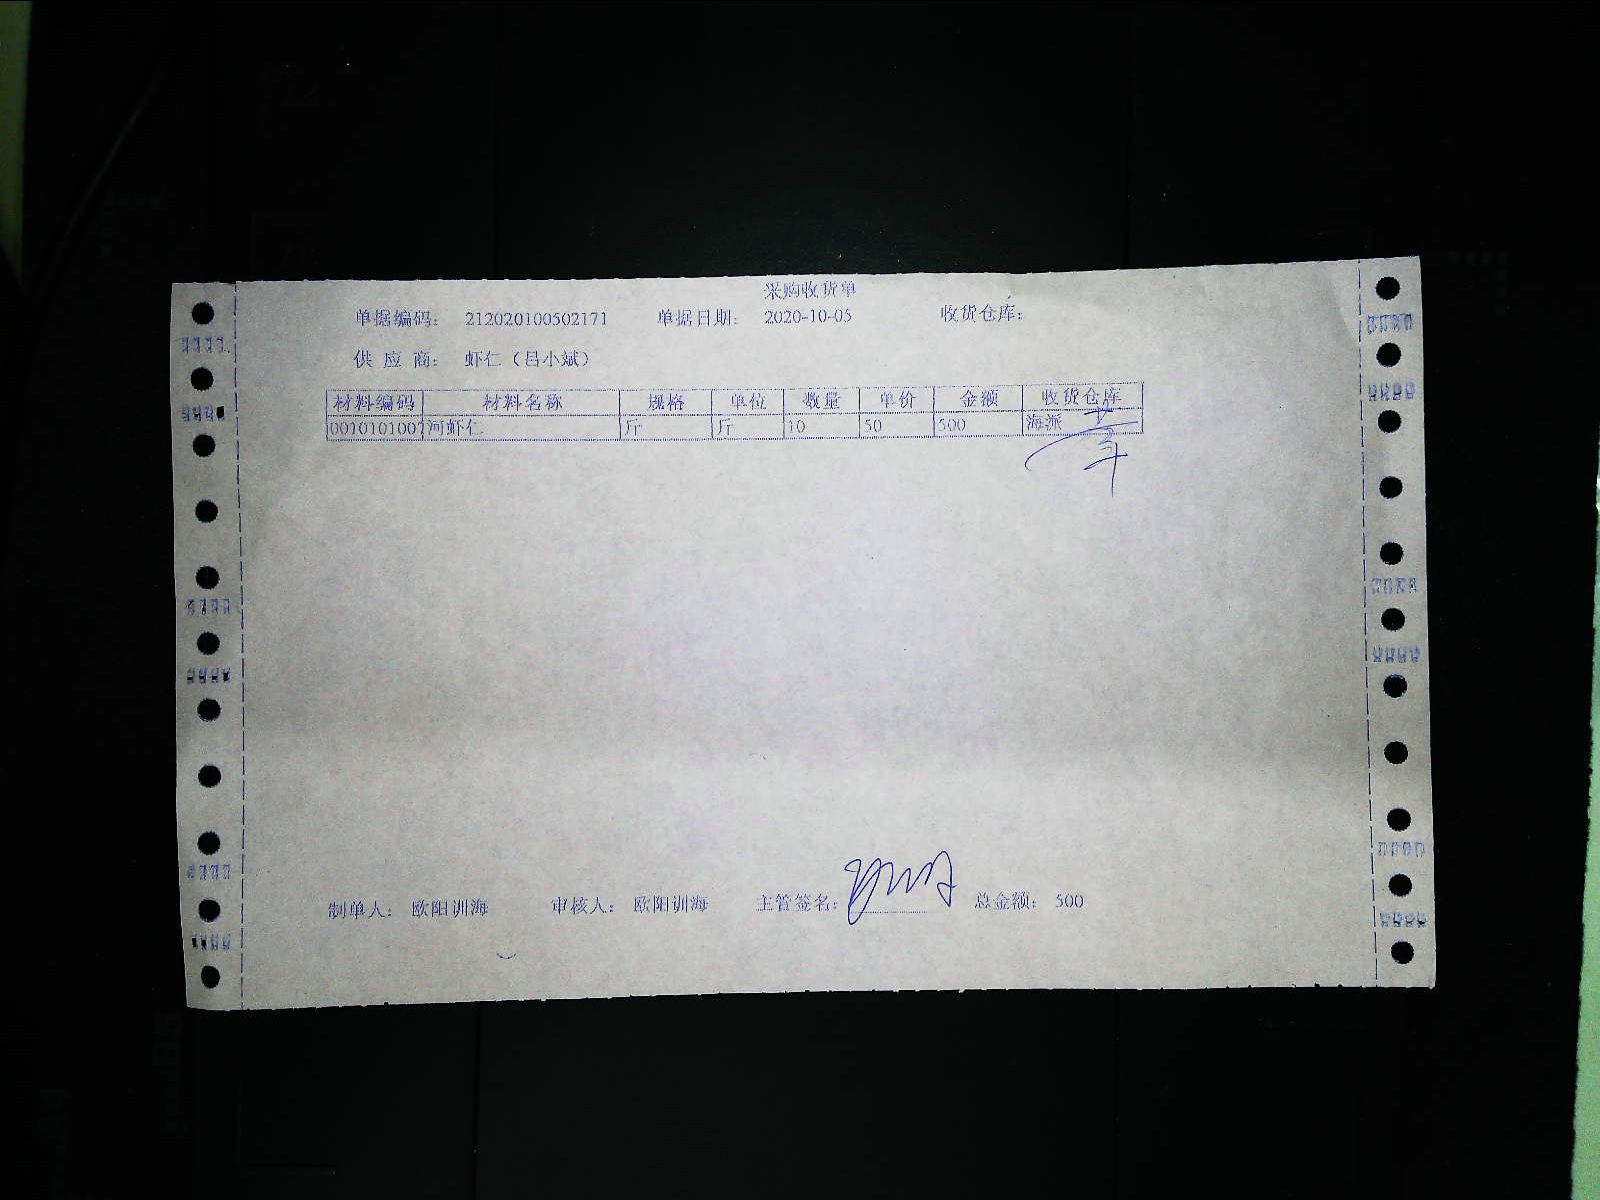 采购收货单
单据编码: 212020100502171 单据日期: 2020-10-05 收货仓库:
供 应 商: 虾仁（吕小斌）
材料编码 材料名称 规格 单位 数量 单价 金额 收货仓库
0010101007 河虾仁 斤 斤 10 50 500 海派
制单人: 欧阳训海 审核人: 欧阳训海 主管签名: 总金额: 500